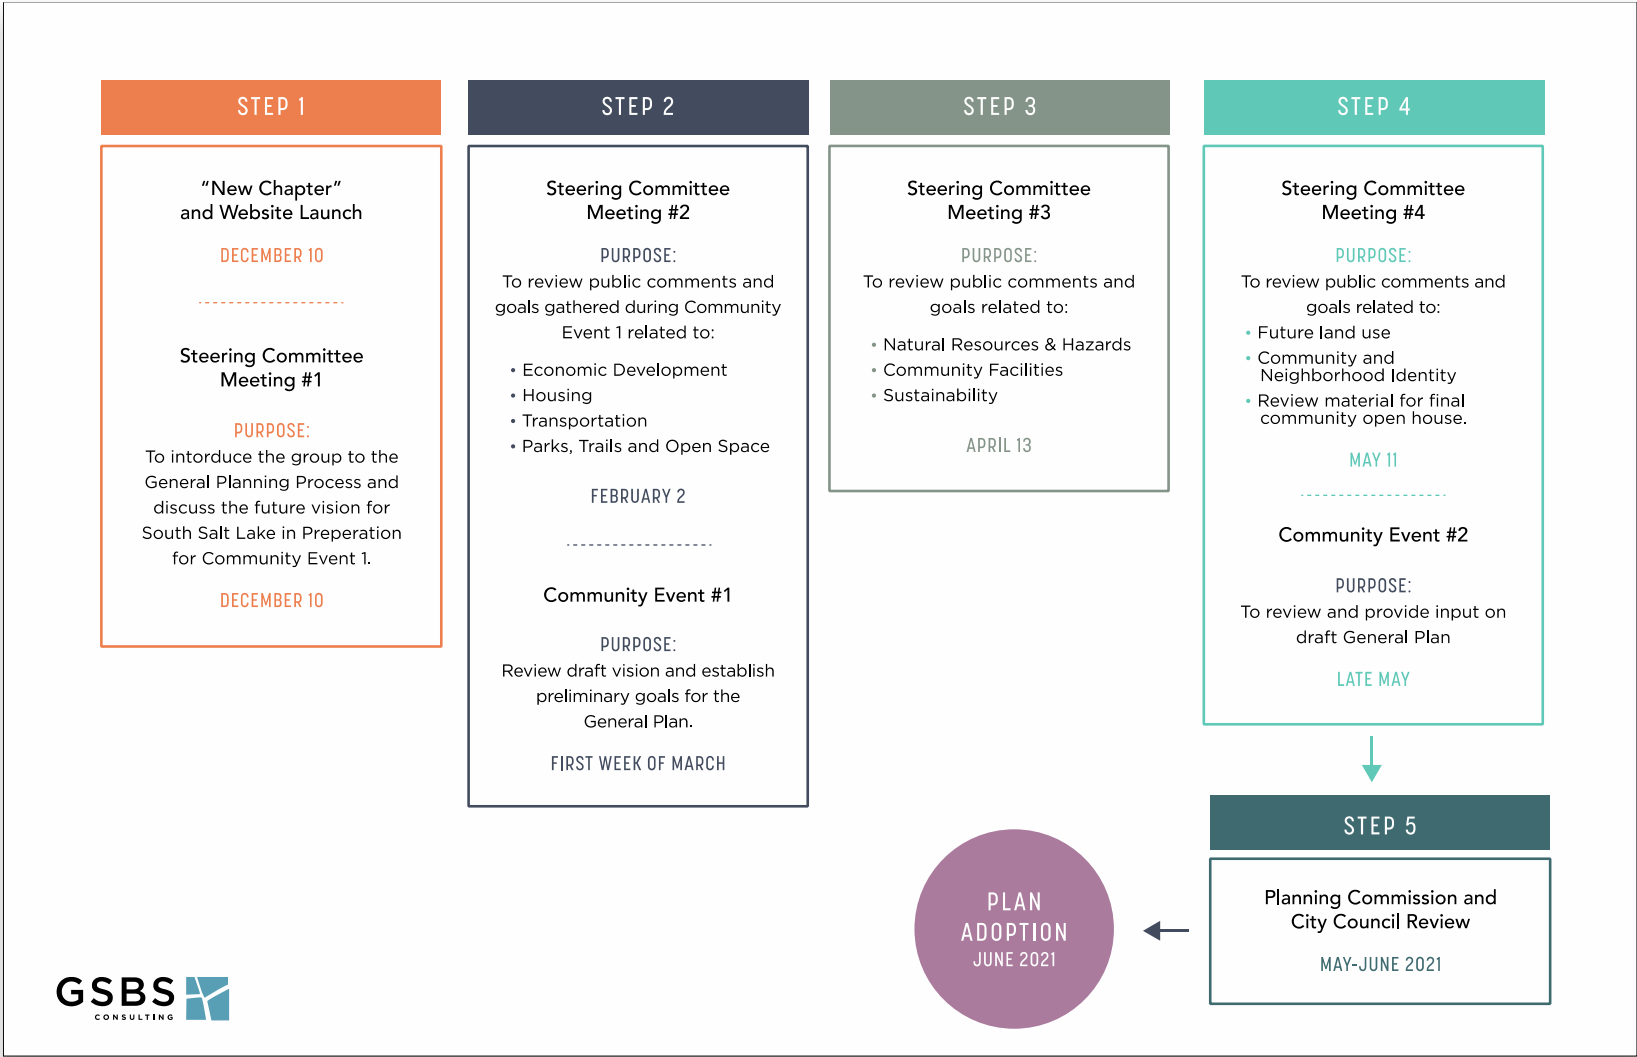 STEP 1
“New Chapter”
and Website Launch
DECEMBER 10
Steering Committee
Meeting #1
PURPOSE:
To intorduce the group to the
General Planning Process and
discuss the future vision for
South Salt Lake in Preperation
for Community Event 1.
DECEMBER 10
STEP 2
Steering Committee
Meeting #2
PURPOSE:
To review public comments and
goals gathered during Community
Event 1 related to:
• Economic Development
• Housing
• Transportation
• Parks, Trails and Open Space
FEBRUARY 2
Community Event #1
PURPOSE:
Review draft vision and establish
preliminary goals for the
General Plan.
FIRST WEEK OF MARCH
STEP 3
Steering Committee
Meeting #3
PURPOSE:
To review public comments and
goals related to:
• Natural Resources & Hazards
• Community Facilities
• Sustainability
APRIL 13
STEP 4
Steering Committee
Meeting #4
PURPOSE:
To review public comments and
goals related to:
• Future land use
• Community and
Neighborhood Identity
• Review material for final
community open house.
MAY 11
Community Event #2
PURPOSE:
To review and provide input on
draft General Plan
LATE MAY
STEP 5
Planning Commission and
City Council Review
MAY-JUNE 2021
PLAN
ADOPTION
JUNE 2021
GSBS
CONSULTING